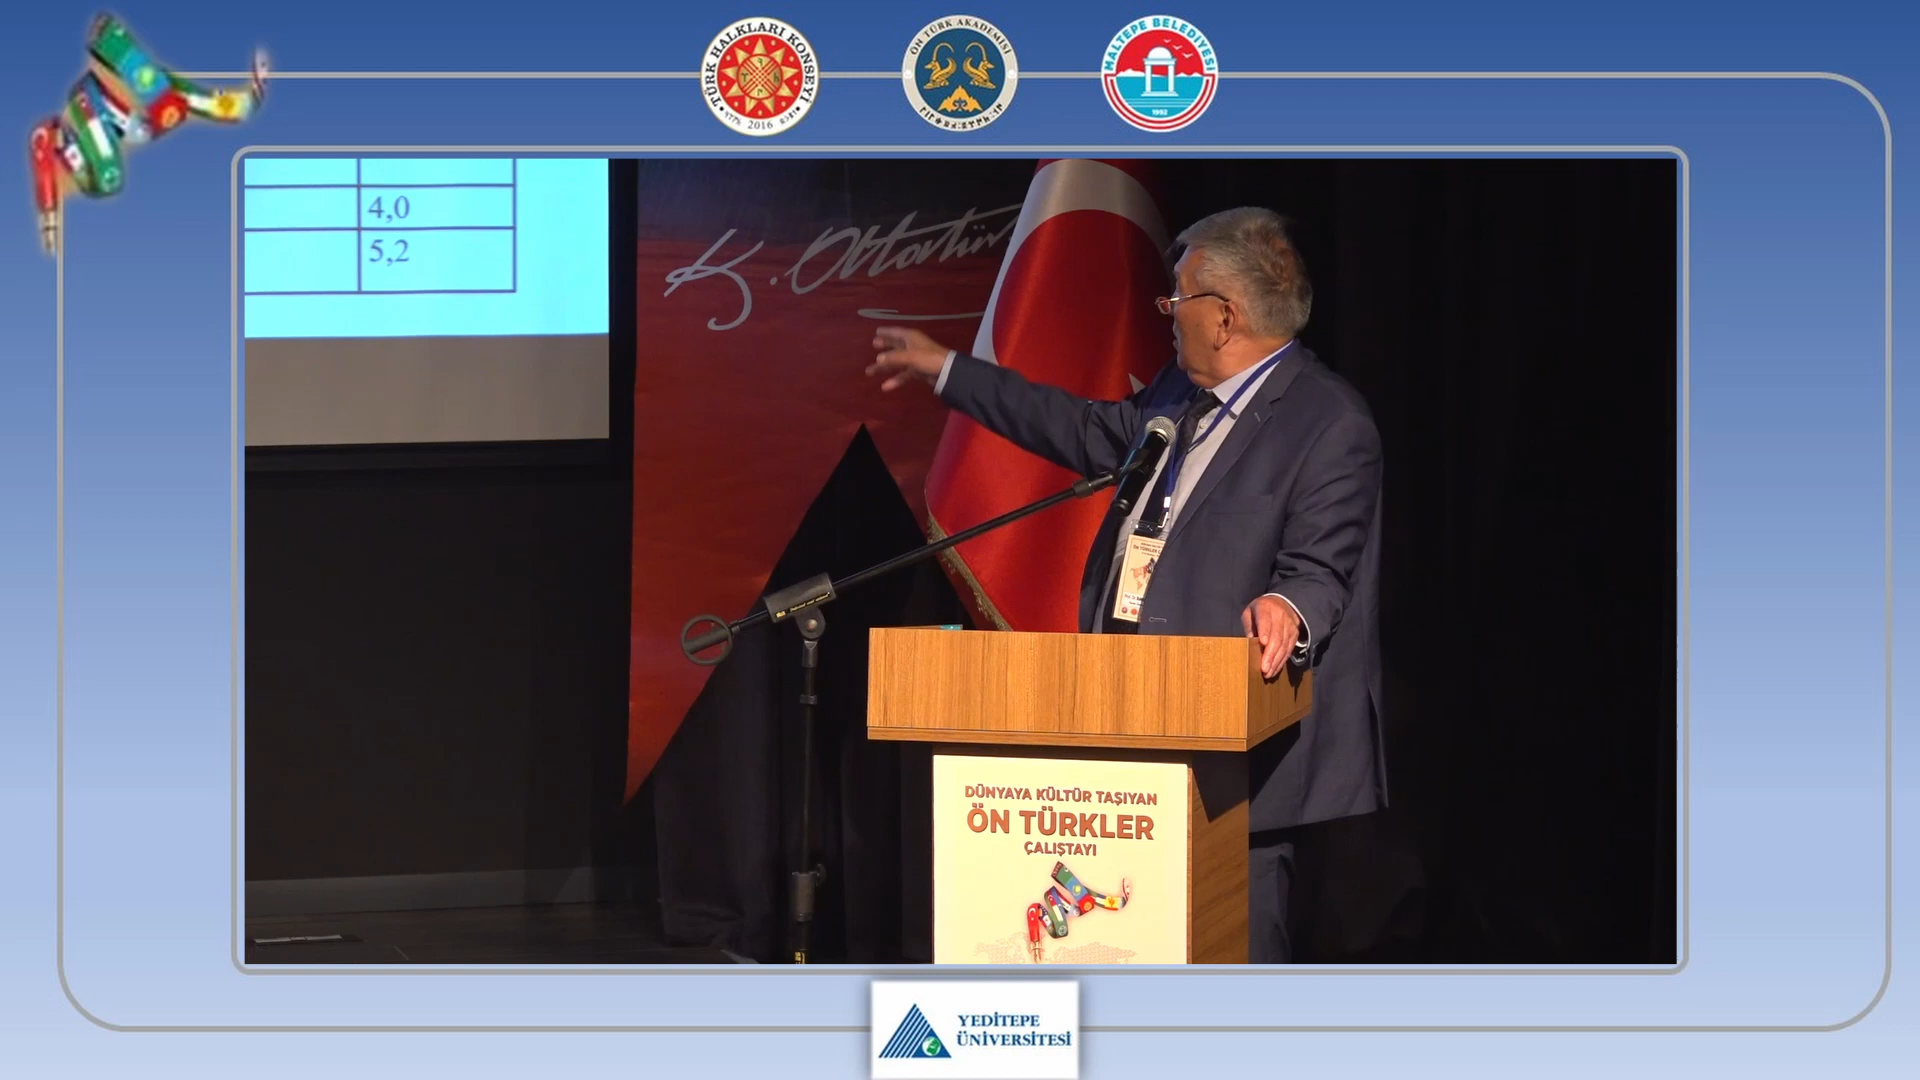 TÜRK HALKLARI KONSEYİ
2016
ÖN TÜRK AKADEMİSİ
MALTEPE BELEDİYESİ
1992
4,0
5,2
K. Atatürk
DÜNYAYA KÜLTÜR TAŞIYAN
ÖN TÜRKLER
ÇALIŞTAYI
YEDİTEPE
ÜNİVERSİTESİ